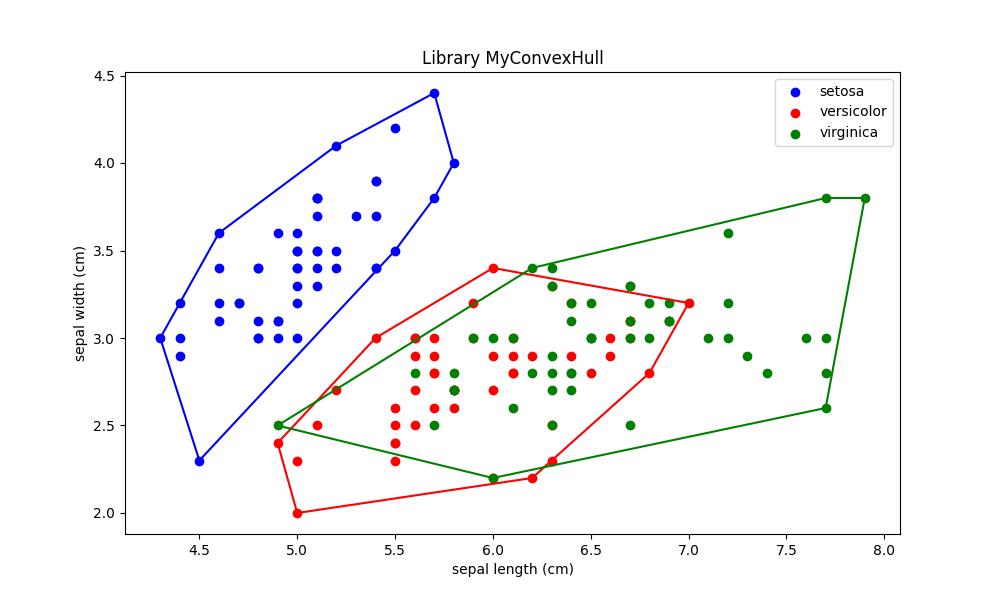 Library MyConvexHull
setosa
versicolor
virginica
sepal width (cm)
4.5
4.0
3.5
3.0
2.5
2.0
4.5 5.0 5.5 6.0 6.5 7.0 7.5 8.0
sepal length (cm)